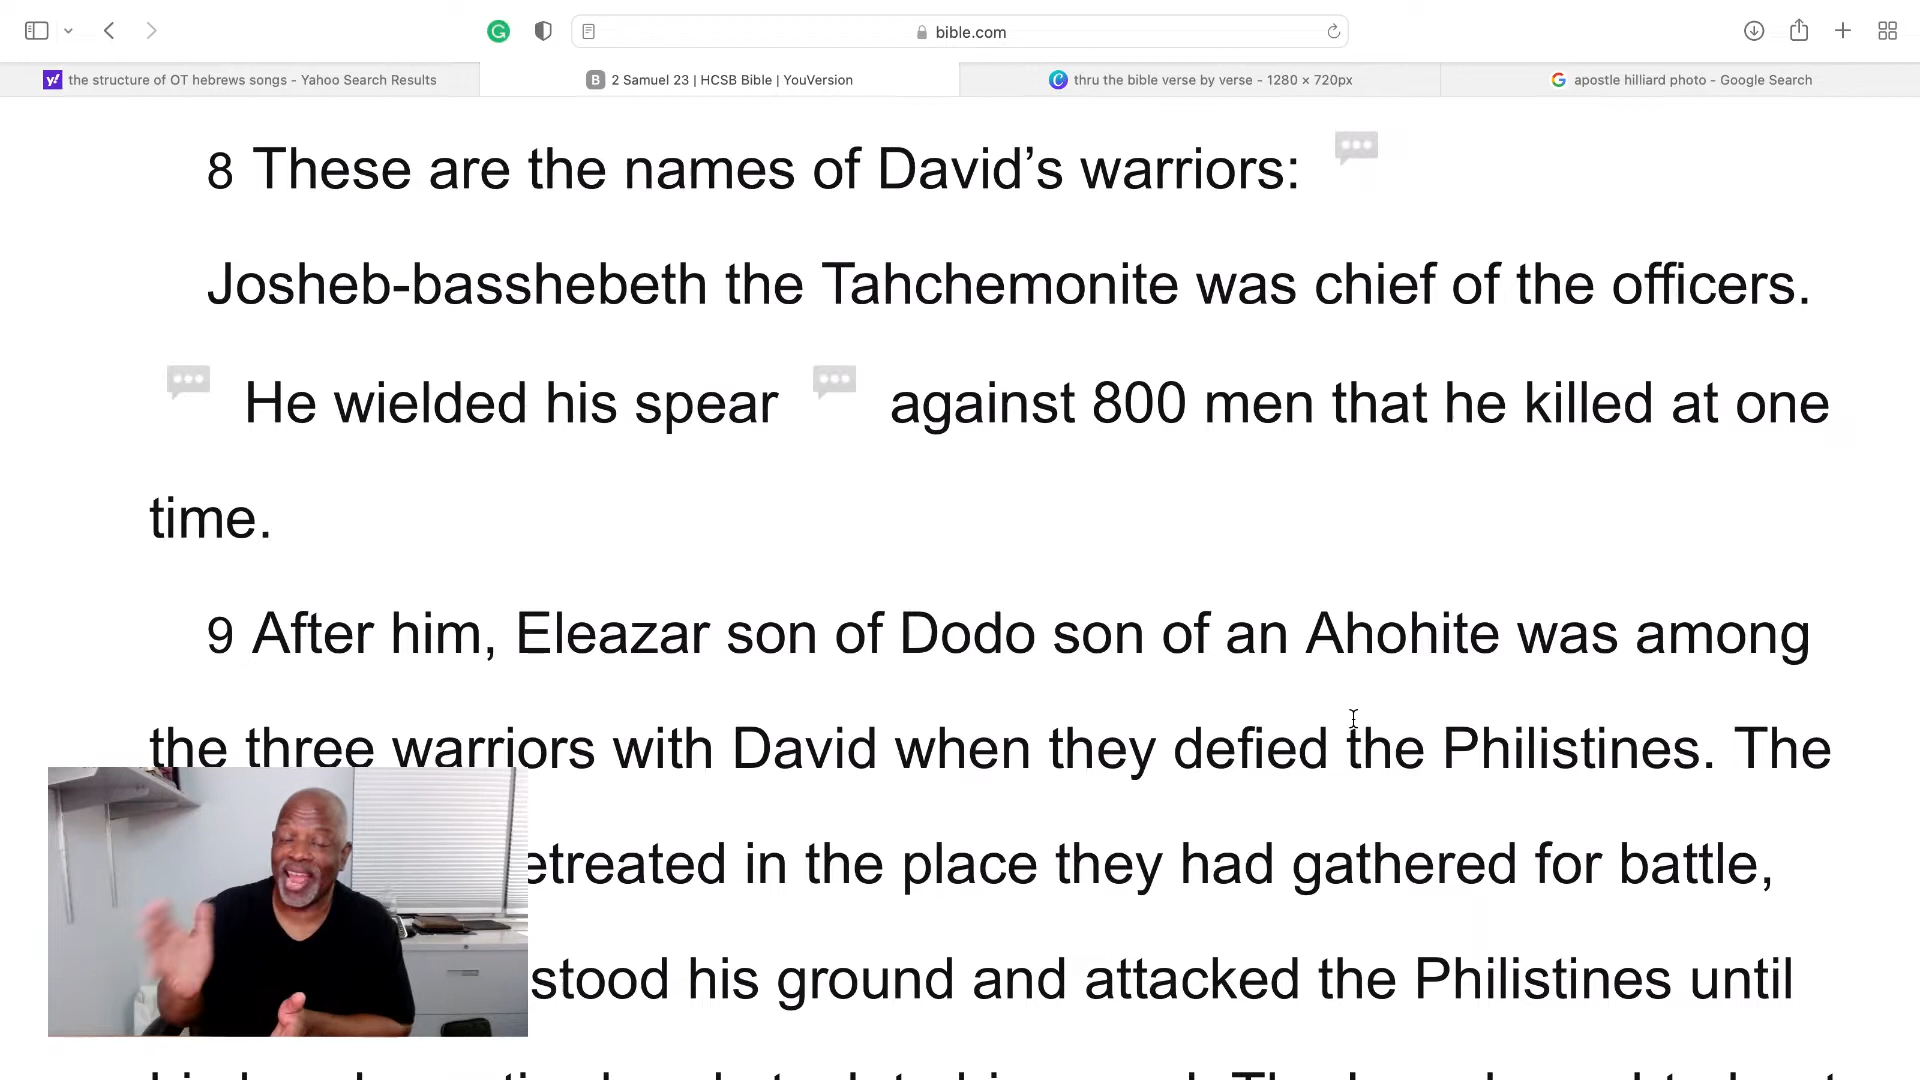 bible.com
the structure of OT hebrews songs - Yahoo Search Results
2 Samuel 23 | HCSB Bible | YouVersion
thru the bible verse by verse - 1280 × 720px
apostle hilliard photo - Google Search
8 These are the names of David’s warriors:
Josheb-basshebeth the Tahchemonite was chief of the officers.
He wielded his spear against 800 men that he killed at one
time.
9 After him, Eleazar son of Dodo son of an Ahohite was among
the three warriors with David when they defied the Philistines. The
etreated in the place they had gathered for battle,
stood his ground and attacked the Philistines until